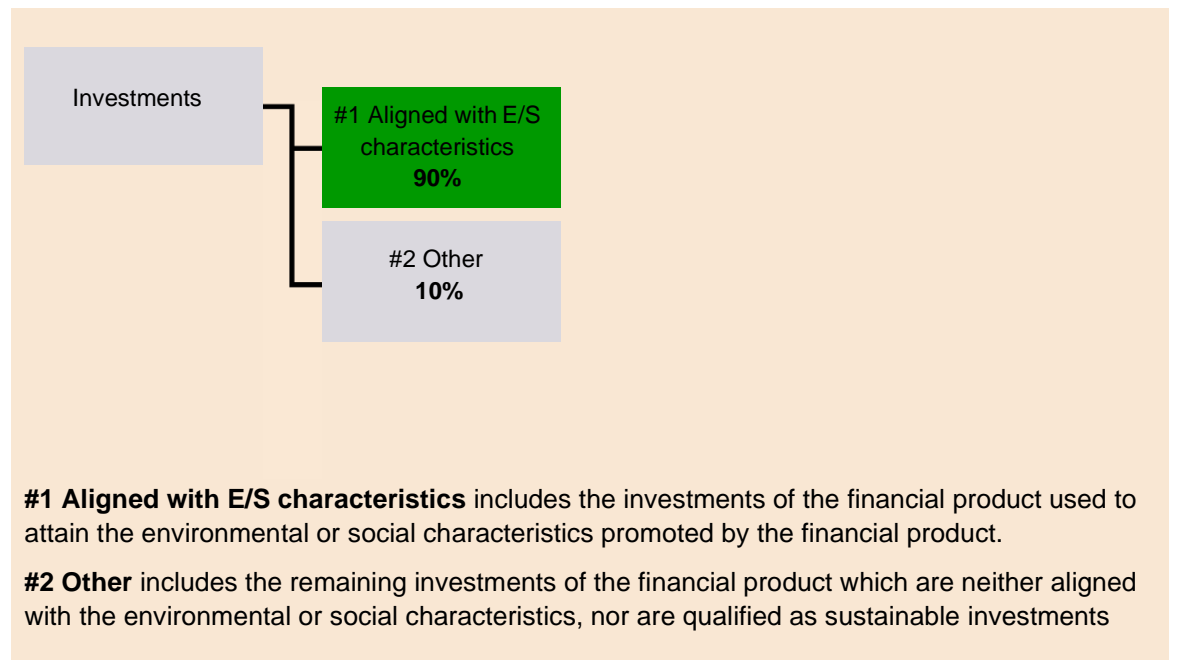 Investments
#1 Aligned with E/S
characteristics
90%
#2 Other
10%
#1 Aligned with E/S characteristics includes the investments of the financial product used to
attain the environmental or social characteristics promoted by the financial product.
#2 Other includes the remaining investments of the financial product which are neither aligned
with the environmental or social characteristics, nor are qualified as sustainable investments